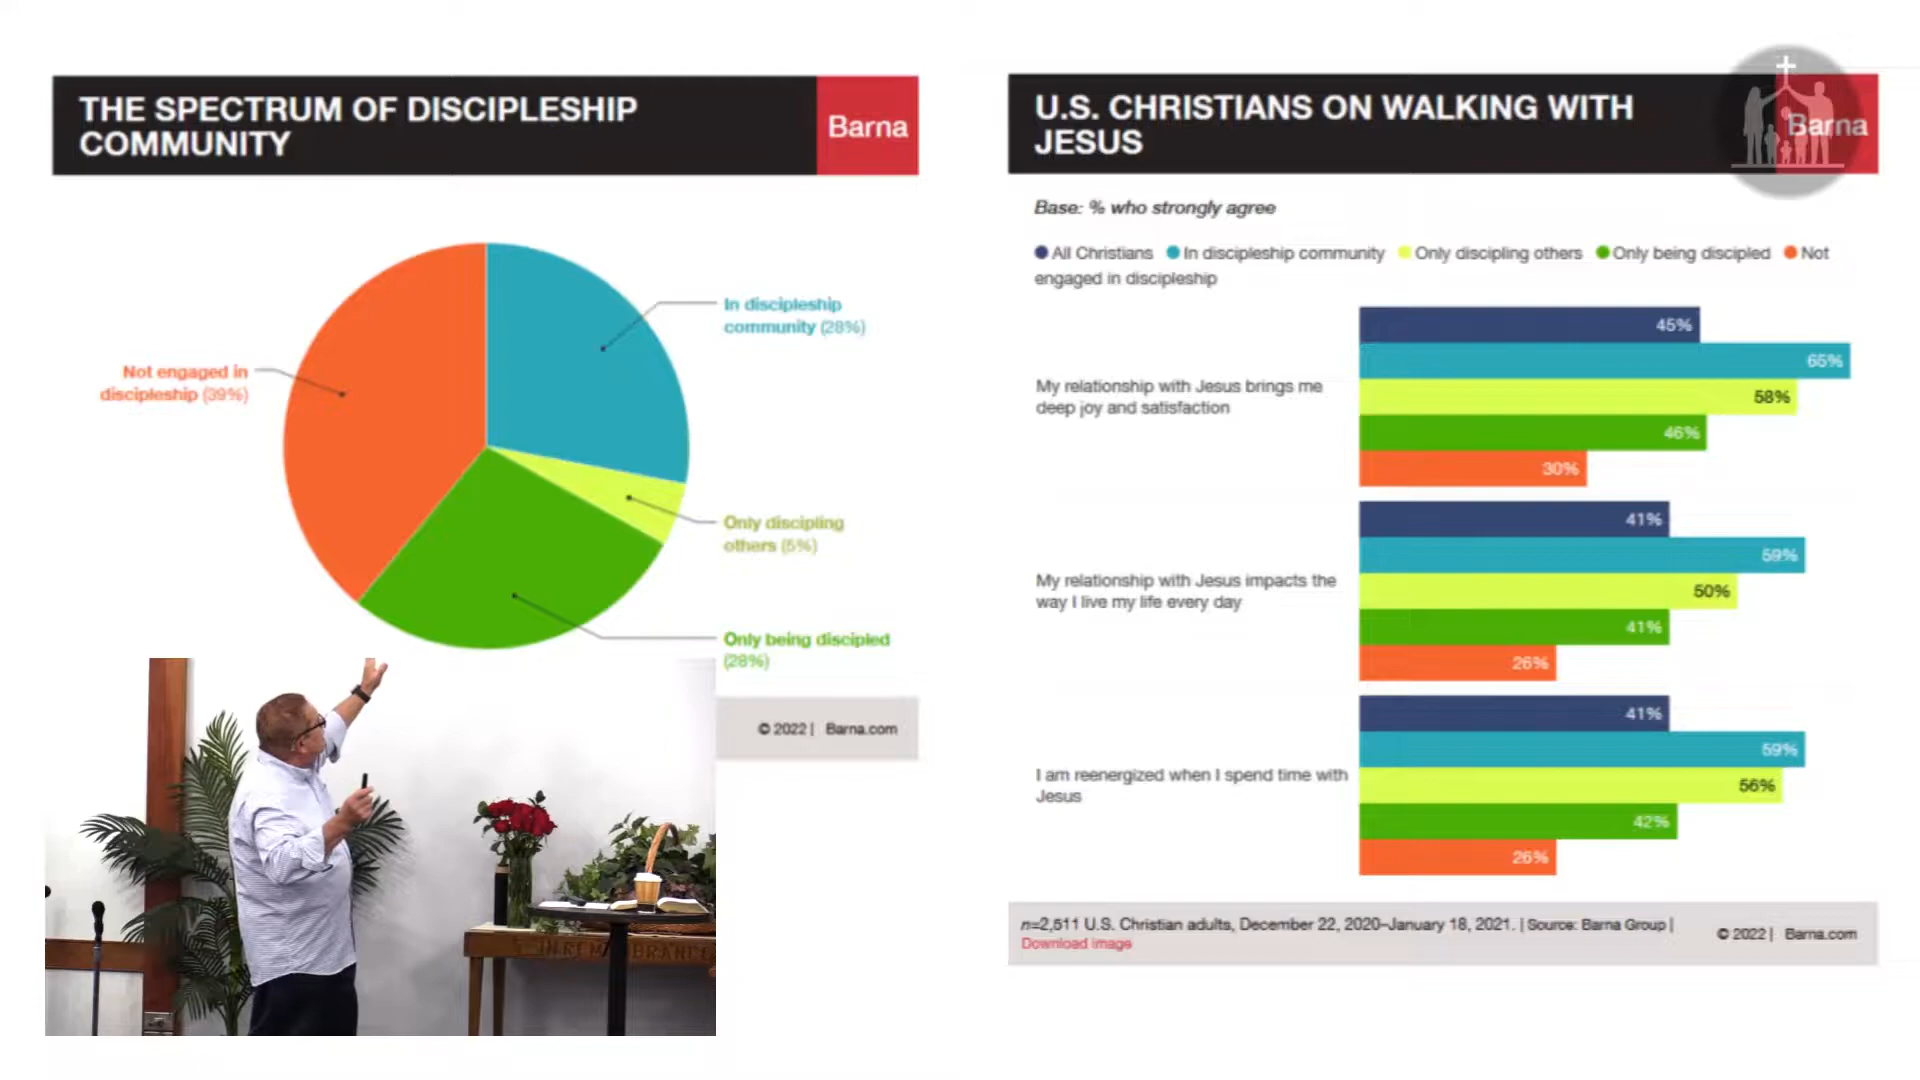 THE SPECTRUM OF DISCIPLESHIP
COMMUNITY
Barna
In discipleship
community (28%)
Not engaged in
discipleship (39%)
Only discipling
others (5%)
Only being discipled
(28%)
© 2022 | Barna.com
IN REMEMBRANCE
U.S. CHRISTIANS ON WALKING WITH
JESUS
Barna
Base: % who strongly agree
All Christians In discipleship community Only discipling others Only being discipled Not
engaged in discipleship
My relationship with Jesus brings me
deep joy and satisfaction
45%
65%
58%
46%
30%
My relationship with Jesus impacts the
way I live my life every day
41%
59%
50%
41%
26%
I am reenergized when I spend time with
Jesus
41%
59%
56%
42%
26%
n=2,511 U.S. Christian adults, December 22, 2020–January 18, 2021. | Source: Barna Group |
Download image
© 2022 | Barna.com